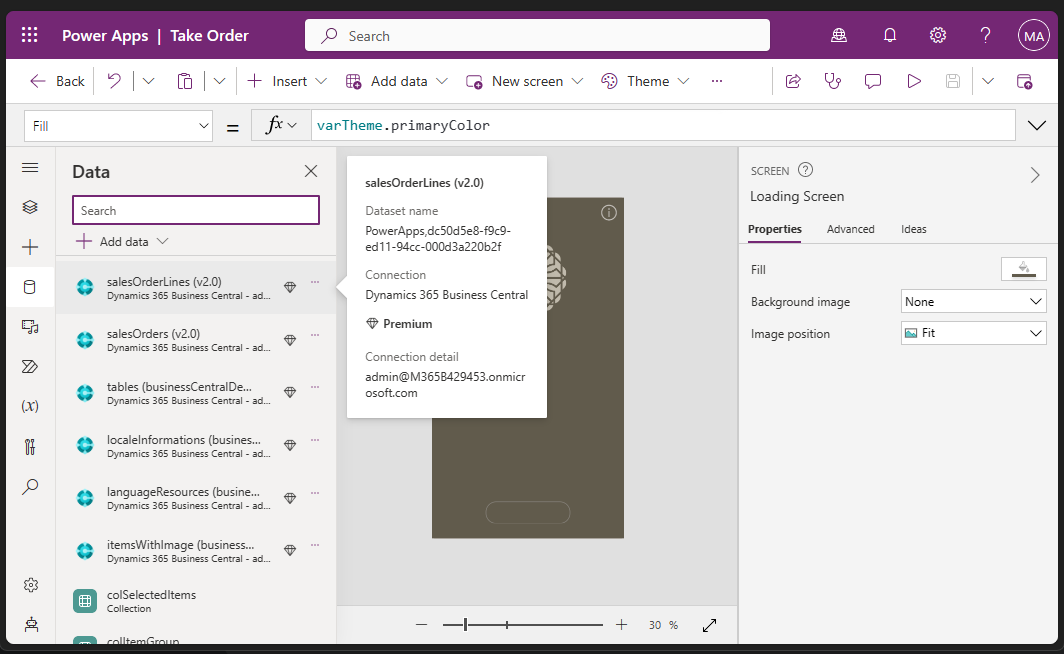 Power Apps | Take Order
Search
MA
Back
Insert
Add data
New screen
Theme
Fill
=
fx
varTheme.primaryColor
Data
Search
Add data
salesOrderLines (v2.0)
Dynamics 365 Business Central - ad...
salesOrders (v2.0)
Dynamics 365 Business Central - ad...
tables (businessCentralDe...
Dynamics 365 Business Central - ad...
localeInformations (busines...
Dynamics 365 Business Central - ad...
languageResources (busine...
Dynamics 365 Business Central - ad...
itemsWithImage (business...
Dynamics 365 Business Central - ad...
colSelectedItems
Collection
colItemGroup
salesOrderLines (v2.0)
Dataset name
PowerApps,dc50d5e8-f9c9-
ed11-94cc-000d3a220b2f
Connection
Dynamics 365 Business Central
Premium
Connection detail
admin@M365B429453.onmicr
osoft.com
30 %
SCREEN
Loading Screen
Properties
Advanced
Ideas
Fill
Background image
None
Image position
Fit